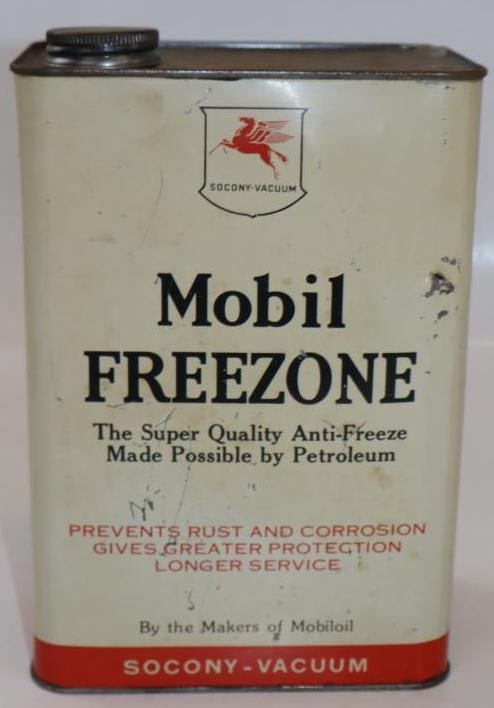 SOCONY-VACUUM
Mobil
FREEZONE
The Super Quality Anti-Freeze
Made Possible by Petroleum
PREVENTS RUST AND CORROSION
GIVES GREATER PROTECTION
LONGER SERVICE
By the Makers of Mobiloil
SOCONY-VACUUM